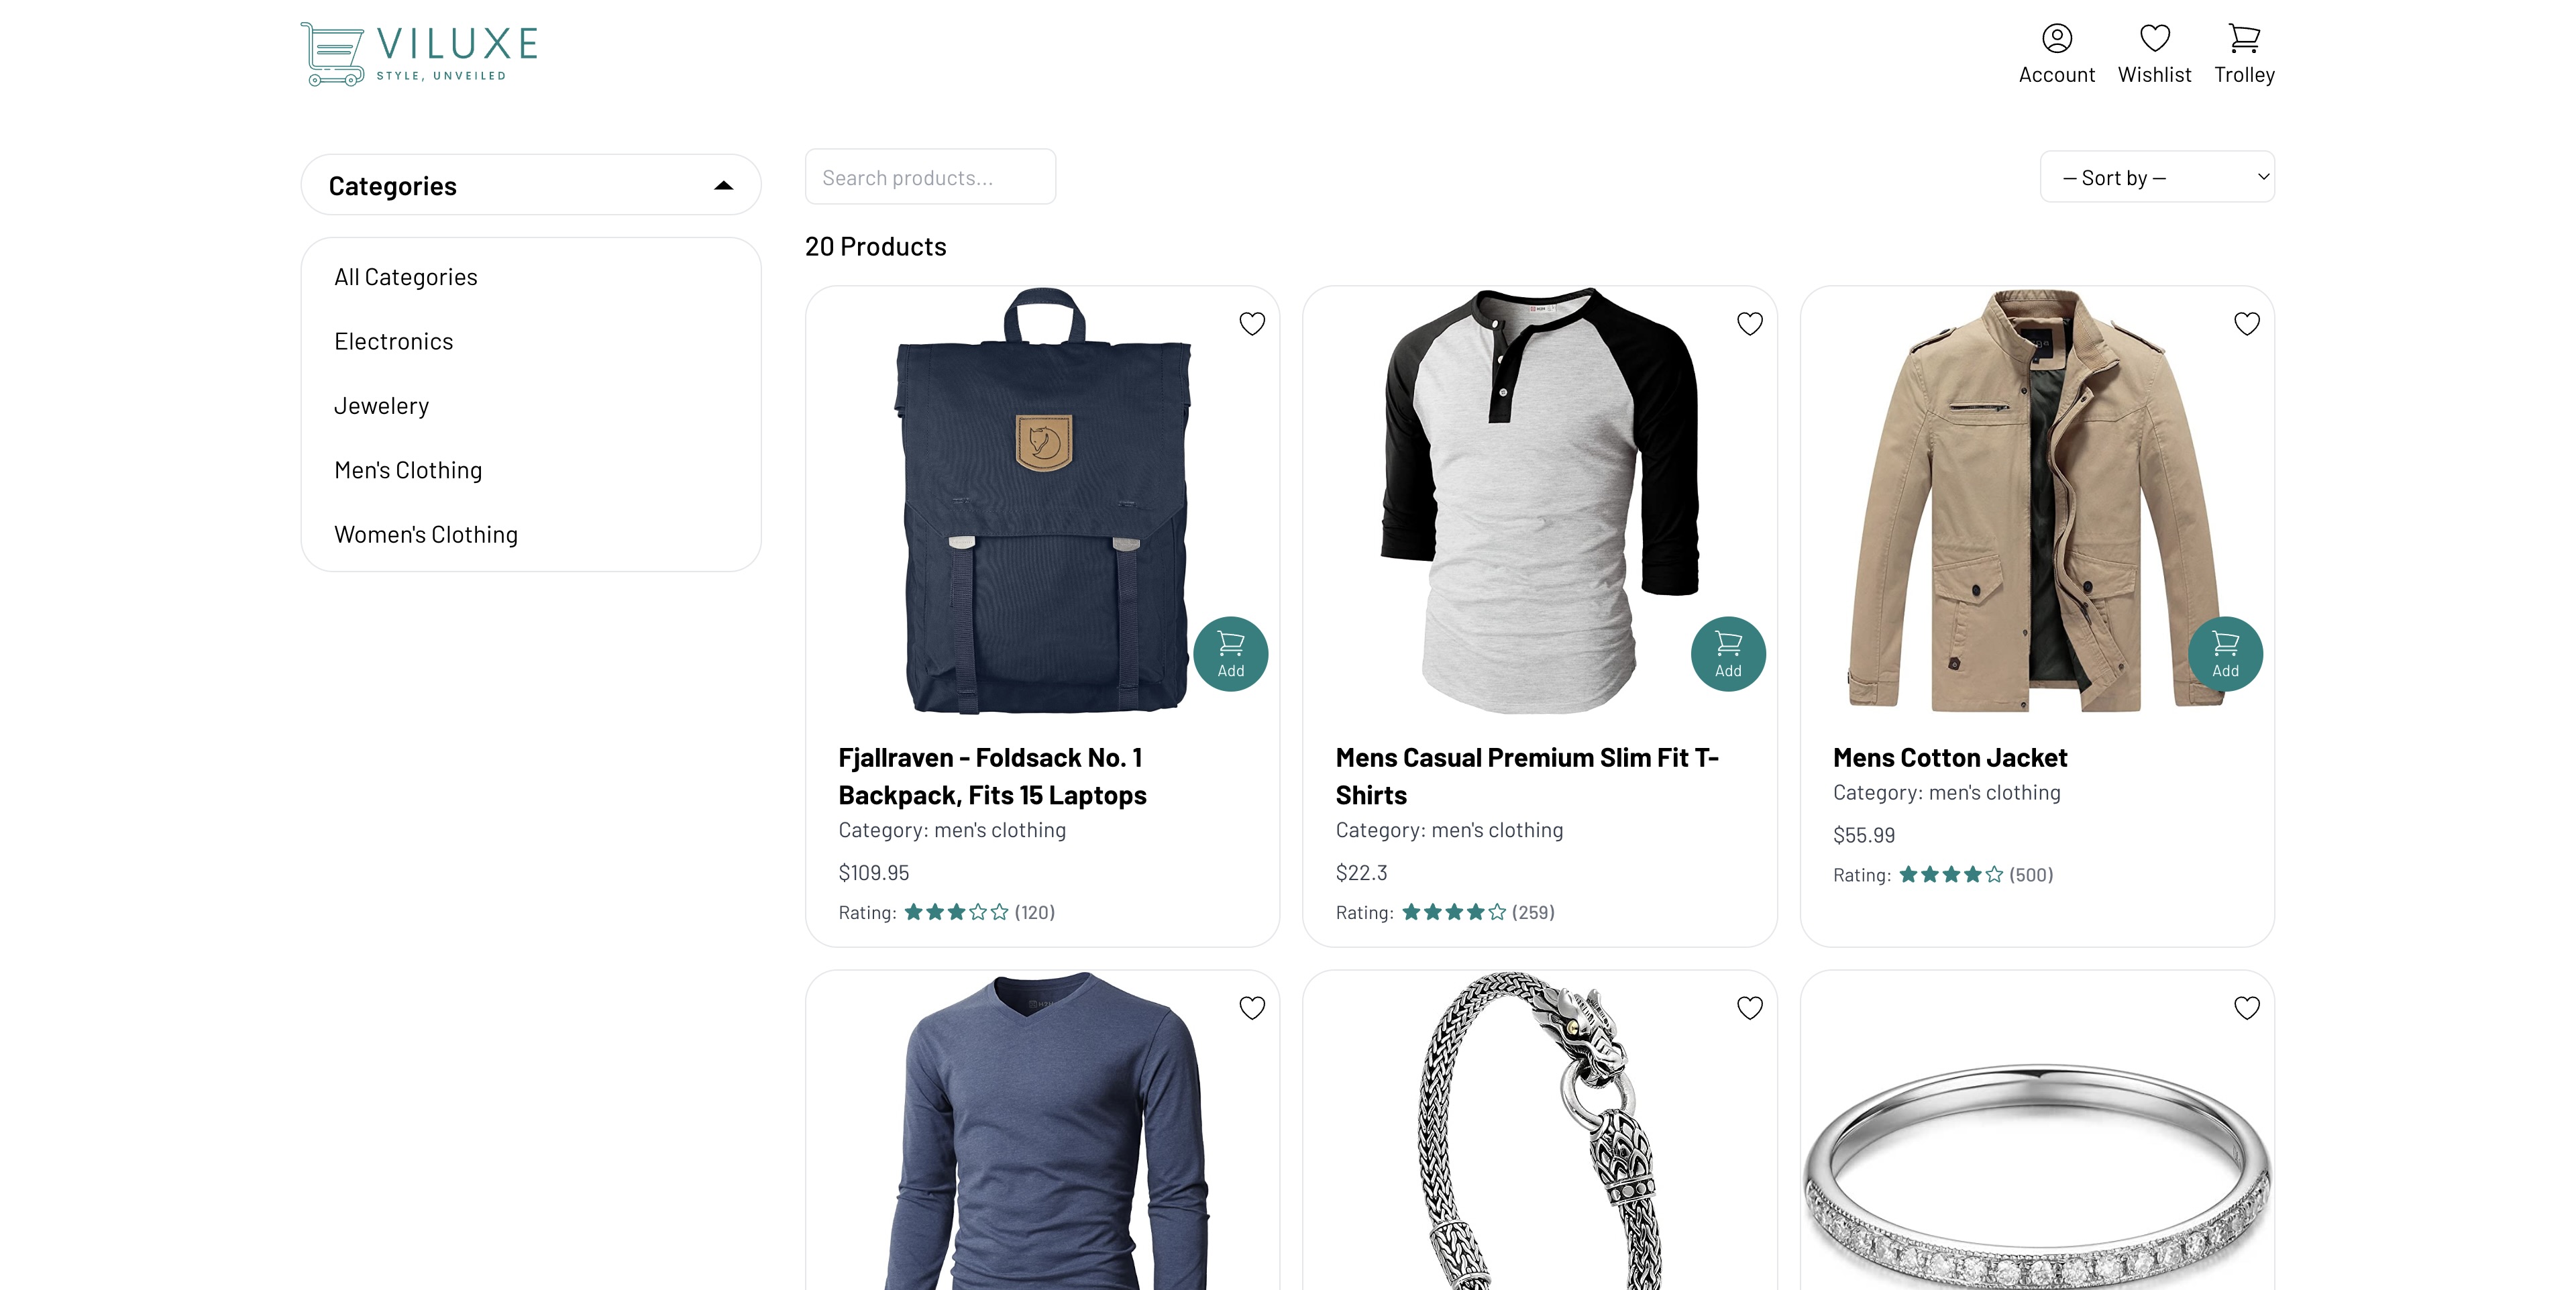 VILUXE
STYLE, UNVEILED
Account
Wishlist
Trolley
Categories
All Categories
Electronics
Jewelery
Men's Clothing
Women's Clothing
Search products...
— Sort by —
20 Products
Add
Fjallraven - Foldsack No. 1
Backpack, Fits 15 Laptops
Category: men's clothing
$109.95
Rating: (120)
Add
Mens Casual Premium Slim Fit T-
Shirts
Category: men's clothing
$22.3
Rating: (259)
Add
Mens Cotton Jacket
Category: men's clothing
$55.99
Rating: (500)